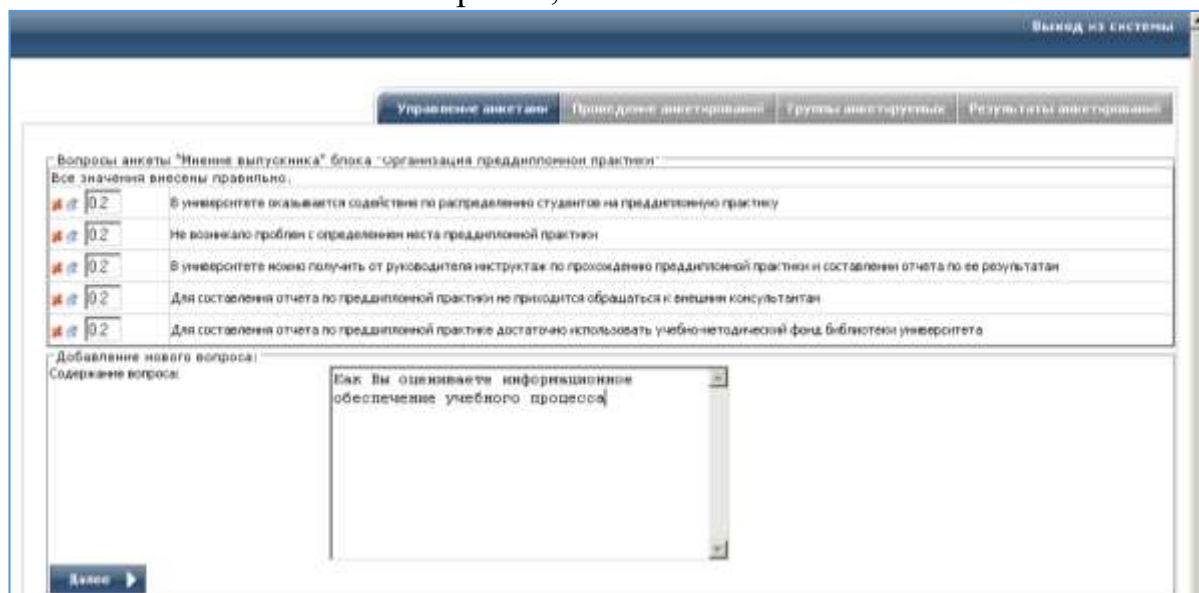 Выход из системы
Управление анкетами Проведение анкетирований Группы анкетируемых Результаты анкетирований
Вопросы анкеты "Мнение выпускника" блока "Организация преддипломной практики"
Все значения внесены правильно.
0.2 В университете оказывается содействие по распределению студентов на преддипломную практику
0.2 Не возникало проблем с определением места преддипломной практики
0.2 В университете можно получить от руководителя инструктаж по прохождению преддипломной практики и составлении отчета по ее результатам
0.2 Для составления отчета по преддипломной практики не приходится обращаться к внешним консультантам
0.2 Для составления отчета по преддипломной практике достаточно использовать учебно-методический фонд библиотеки университета
Добавление нового вопроса:
Содержание вопроса:
Как Вы оцениваете информационное
обеспечение учебного процесса
Далее